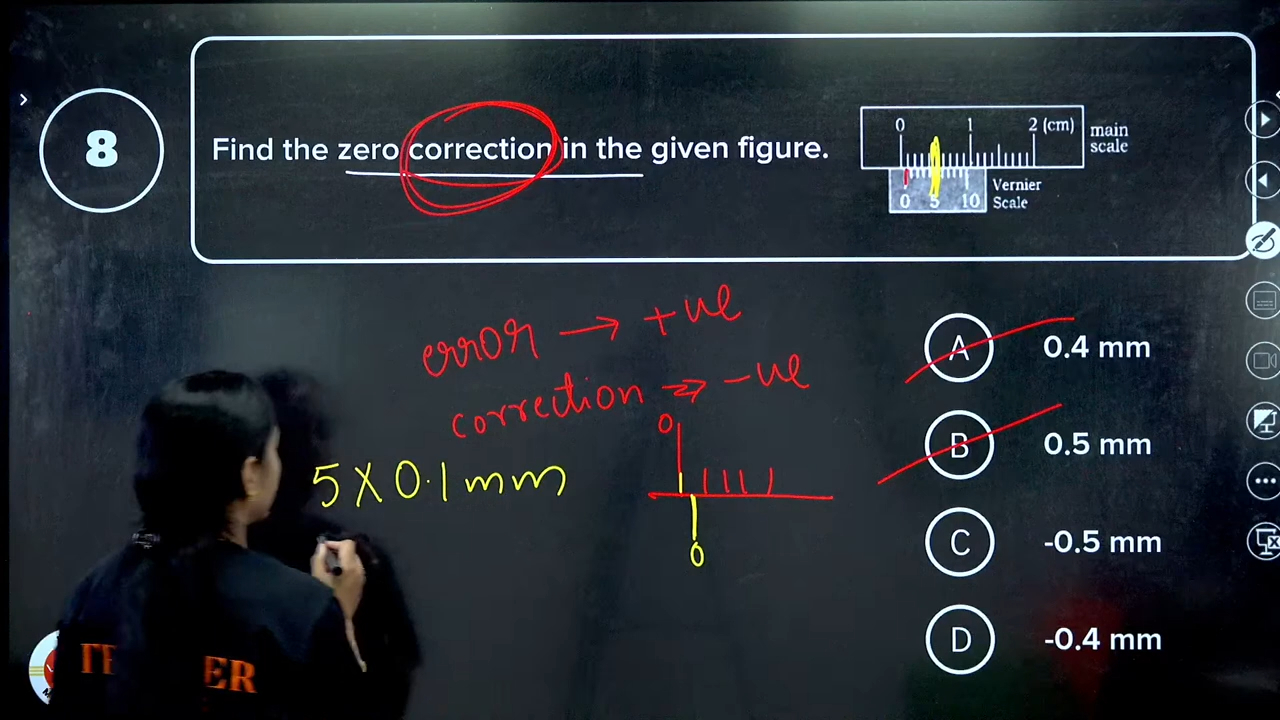 8
Find the zero correction in the given figure.
0 1 2 (cm)
main
scale
0 5 10
Vernier
Scale
error → +ve
correction → -ve
0
5 X 0.1 mm
0
A 0.4 mm
B 0.5 mm
C -0.5 mm
D -0.4 mm